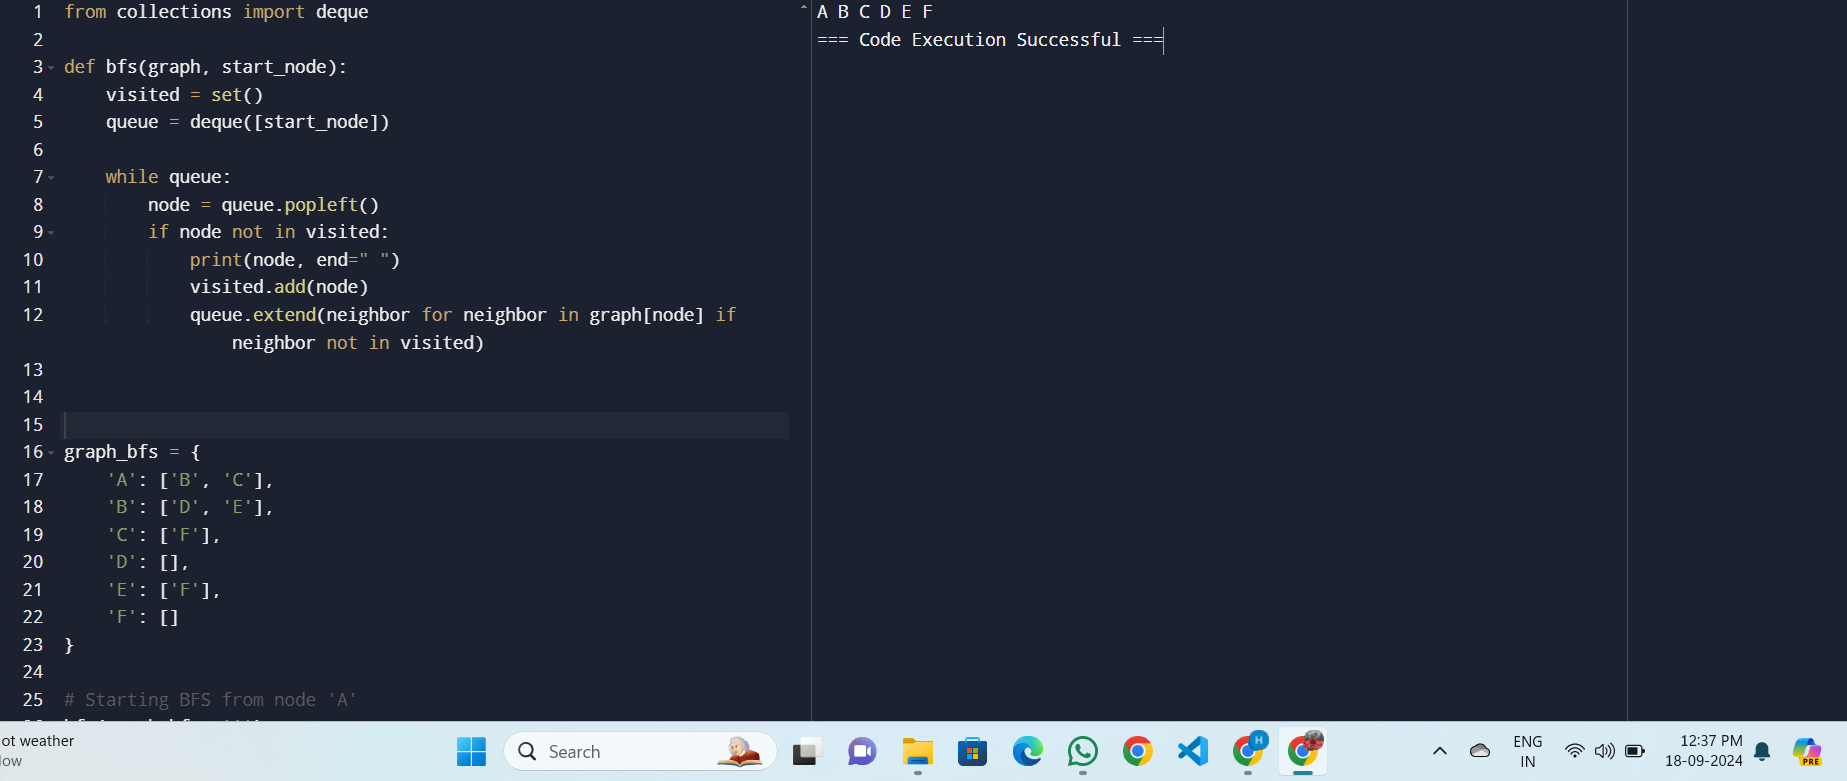 1 from collections import deque
2
3 def bfs(graph, start_node):
4 visited = set()
5 queue = deque([start_node])
6
7 while queue:
8 node = queue.popleft()
9 if node not in visited:
10 print(node, end=" ")
11 visited.add(node)
12 queue.extend(neighbor for neighbor in graph[node] if
neighbor not in visited)
13
14
15
16 graph_bfs = {
17 'A': ['B', 'C'],
18 'B': ['D', 'E'],
19 'C': ['F'],
20 'D': [],
21 'E': ['F'],
22 'F': []
23 }
24
25 # Starting BFS from node 'A'
A B C D E F
=== Code Execution Successful ===
ot weather
low
Search
H
ENG
IN
12:37 PM
18-09-2024
PRE